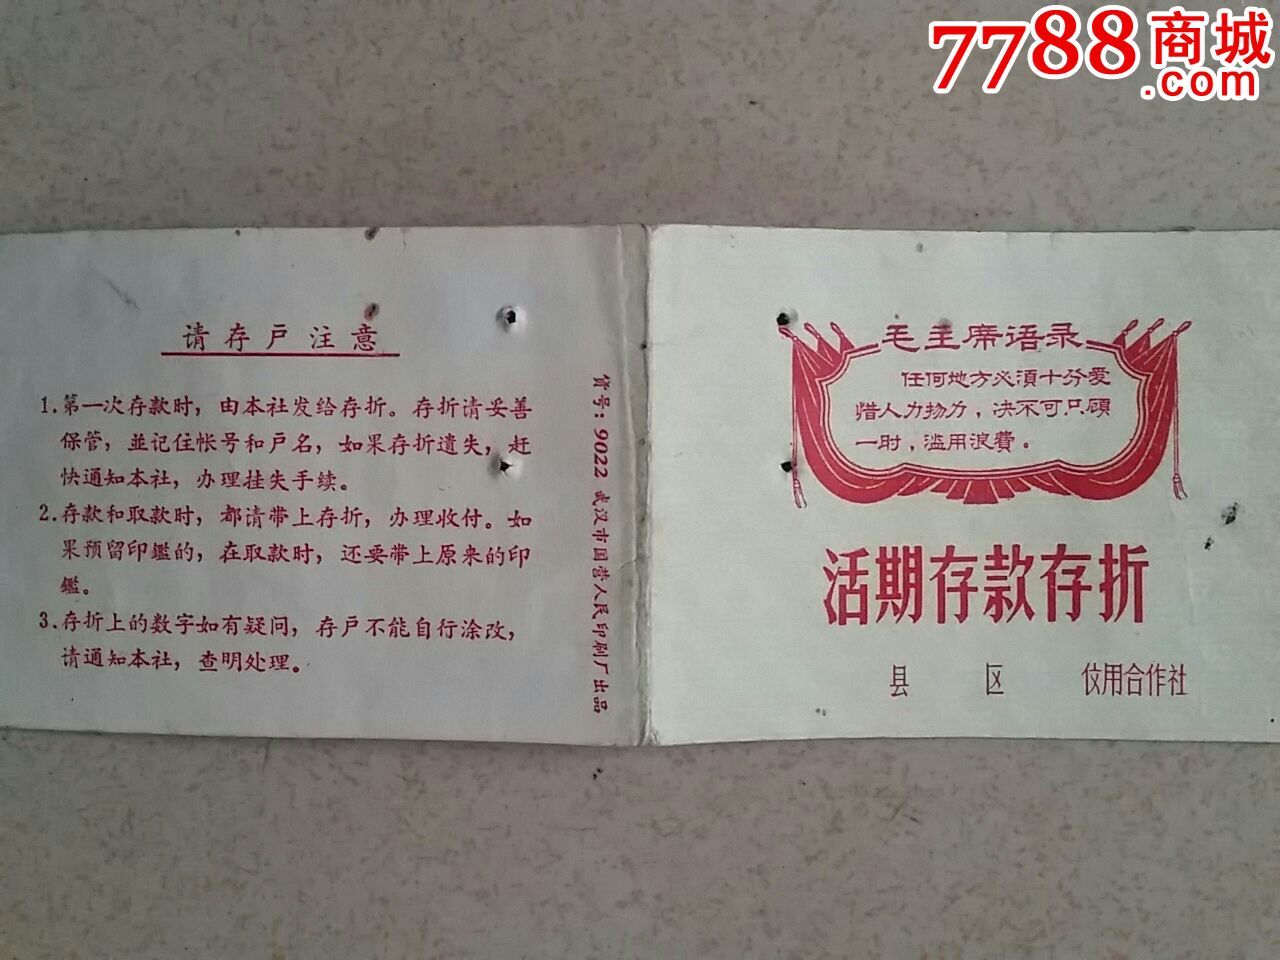 7788商城
.com
请存戶注意
1.第一次存款时，由本社发给存折。存折请妥善
保管，並记住帐号和戶名，如果存折遗失，赶
快通知本社，办理挂失手续。
2.存款和取款时，都请带上存折，办理收付。如
果预留印鑑的，在取款时，还要带上原来的印
鑑。
3.存折上的数字如有疑问，存戶不能自行涂改，
请通知本社，查明处理。
货号：9022 武汉市国营人民印刷厂出品
毛主席语录
任何地方必須十分爱
惜人力物力，决不可只顧
一时，滥用浪費。
活期存款存折
县 区 信用合作社